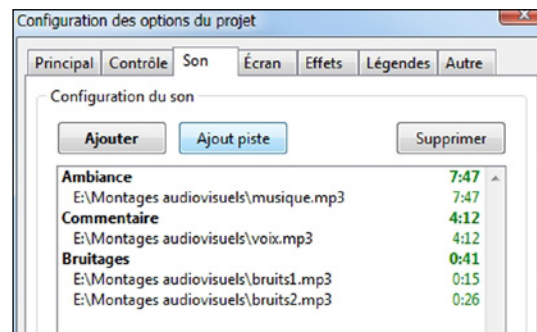 Configuration des options du projet
Principal Contrôle Son Écran Effets Légendes Autre
Configuration du son
Ajouter Ajout piste Supprimer
Ambiance 7:47
E:\Montages audiovisuels\musique.mp3 7:47
Commentaire 4:12
E:\Montages audiovisuels\voix.mp3 4:12
Bruitages 0:41
E:\Montages audiovisuels\bruits1.mp3 0:15
E:\Montages audiovisuels\bruits2.mp3 0:26